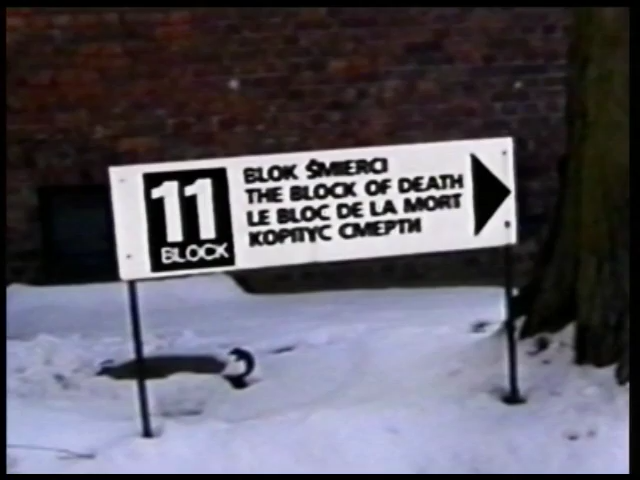 11
BLOCK
BLOK ŚMIERCI
THE BLOCK OF DEATH
LE BLOC DE LA MORT
КОРПУС СМЕРТИ